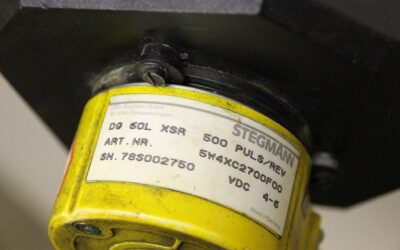 STEGMANN
DG 60L XSR 500 PULS/REV
ART.NR. 5W4XC2700F00
SN.78S002750 VDC 4-6